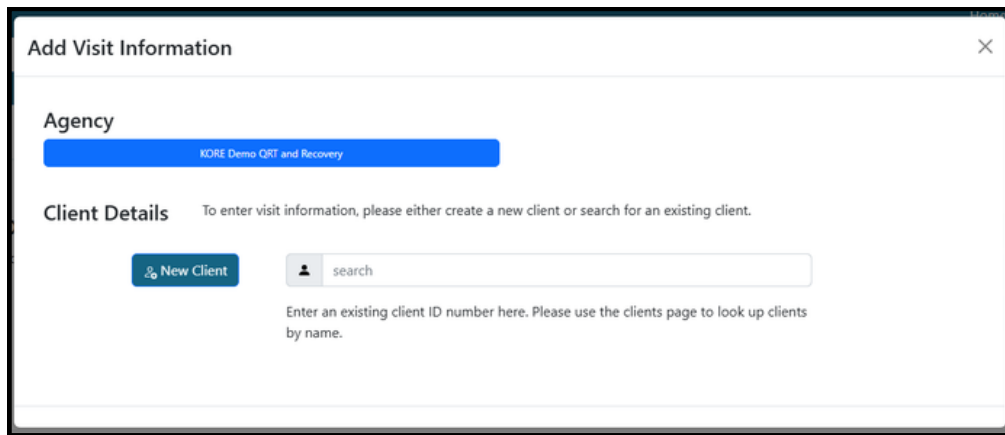 Home
Add Visit Information
Agency
KORE Demo QRT and Recovery
Client Details
To enter visit information, please either create a new client or search for an existing client.
New Client
search
Enter an existing client ID number here. Please use the clients page to look up clients
by name.